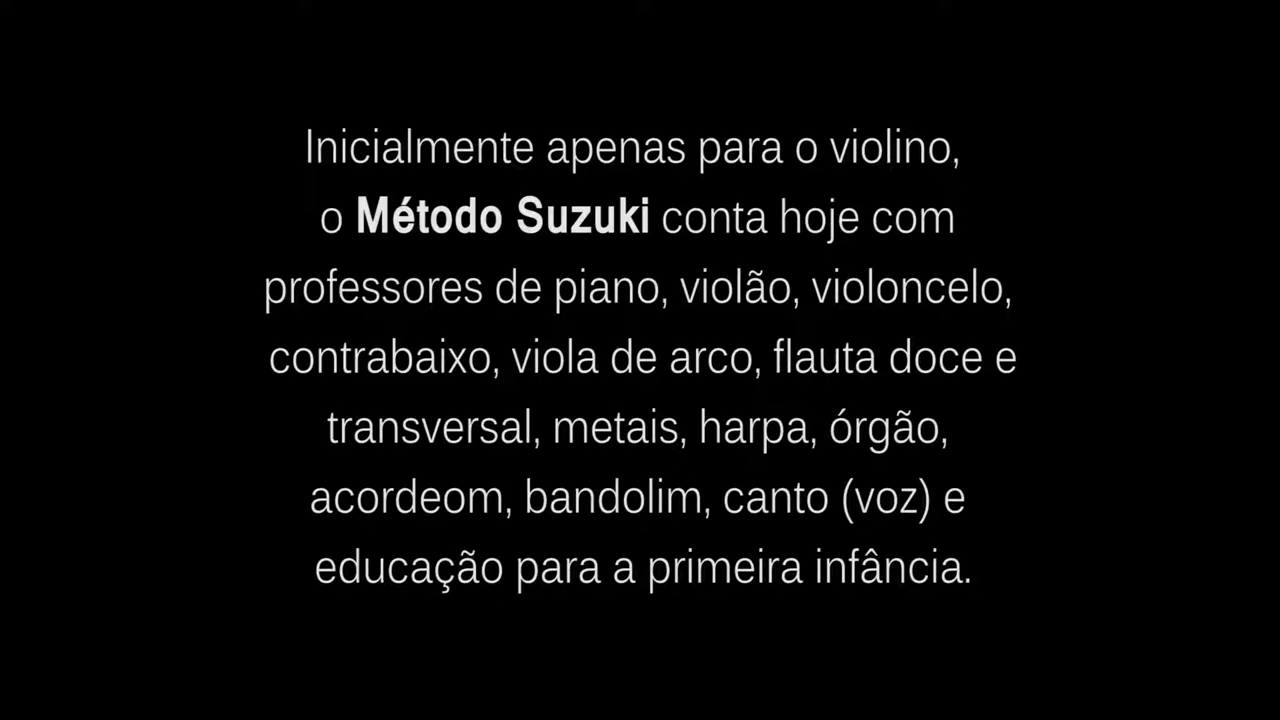 Inicialmente apenas para o violino,
o Método Suzuki conta hoje com
professores de piano, violão, violoncelo,
contrabaixo, viola de arco, flauta doce e
transversal, metais, harpa, órgão,
acordeom, bandolim, canto (voz) e
educação para a primeira infância.